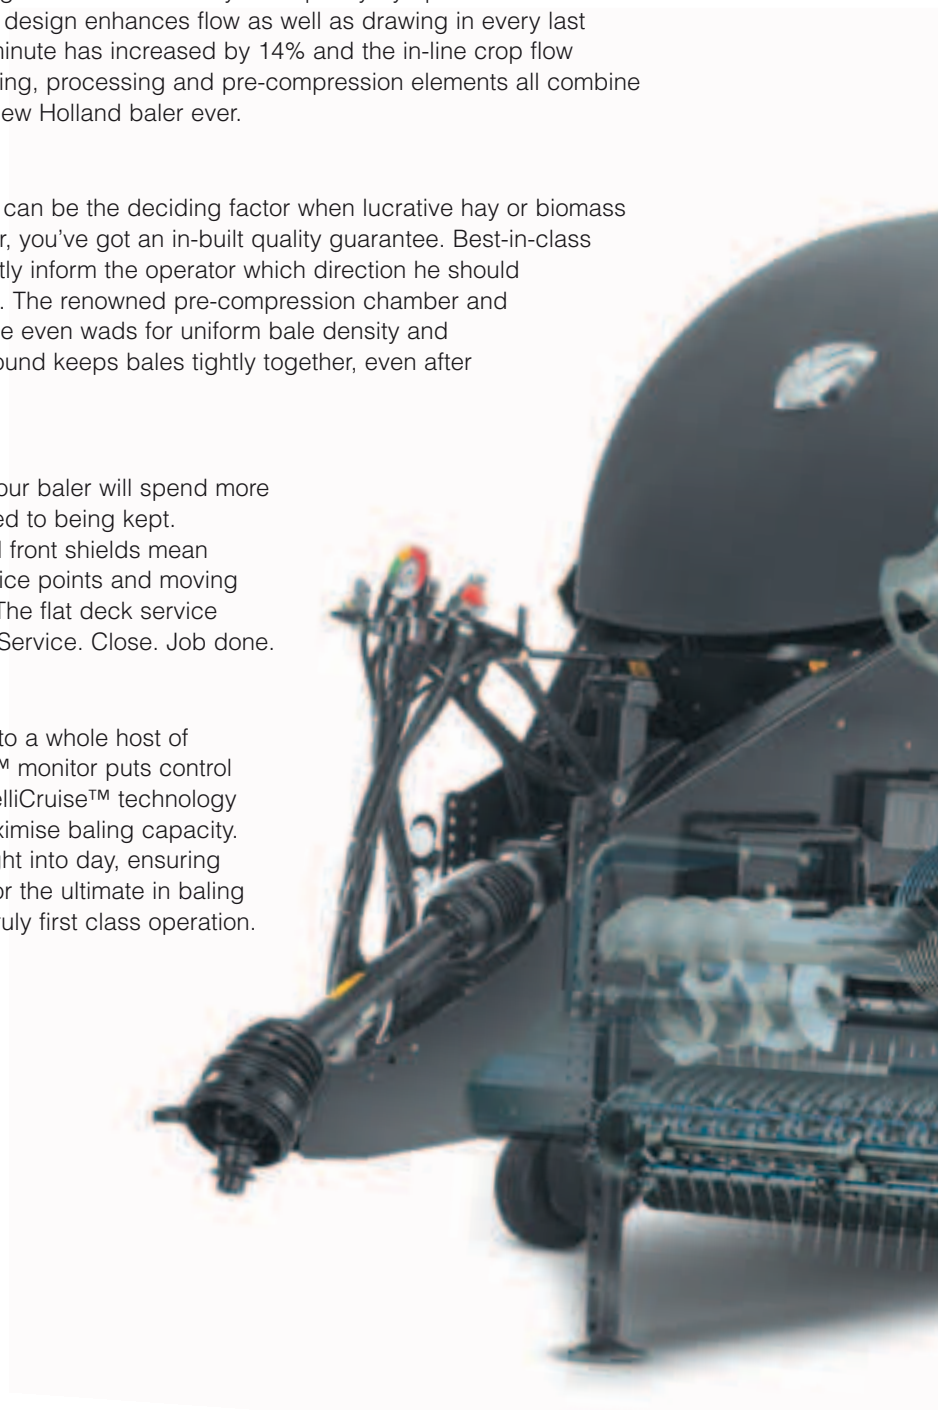 design enhances flow as well as drawing in every last
minute has increased by 14% and the in-line crop flow
ing, processing and pre-compression elements all combine
ew Holland baler ever.
can be the deciding factor when lucrative hay or biomass
r, you've got an in-built quality guarantee. Best-in-class
tly inform the operator which direction he should
. The renowned pre-compression chamber and
e even wads for uniform bale density and
ound keeps bales tightly together, even after
our baler will spend more
ed to being kept.
l front shields mean
ice points and moving
The flat deck service
Service. Close. Job done.
to a whole host of
™ monitor puts control
elliCruise™ technology
ximise baling capacity.
ght into day, ensuring
or the ultimate in baling
ruly first class operation.